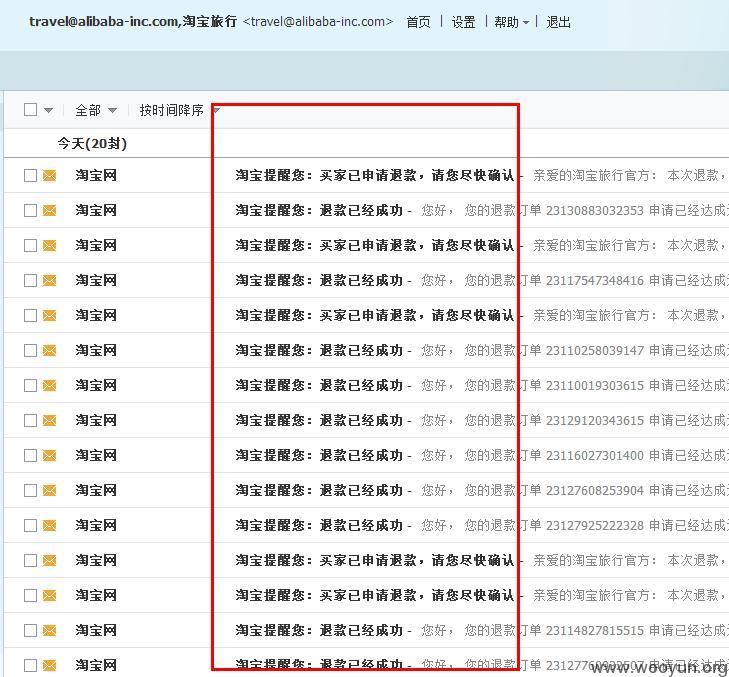 travel@alibaba-inc.com,淘宝旅行 <travel@alibaba-inc.com> 首页 | 设置 | 帮助 | 退出
全部 按时间降序
今天(20封)
淘宝网 淘宝提醒您：买家已申请退款，请您尽快确认 - 亲爱的淘宝旅行官方： 本次退款，
淘宝网 淘宝提醒您：退款已经成功 - 您好， 您的退款订单 23130883032353 申请已经达成
淘宝网 淘宝提醒您：买家已申请退款，请您尽快确认 - 亲爱的淘宝旅行官方： 本次退款，
淘宝网 淘宝提醒您：退款已经成功 - 您好， 您的退款订单 23117547348416 申请已经达成
淘宝网 淘宝提醒您：买家已申请退款，请您尽快确认 - 亲爱的淘宝旅行官方： 本次退款，
淘宝网 淘宝提醒您：退款已经成功 - 您好， 您的退款订单 23110258039147 申请已经达成
淘宝网 淘宝提醒您：退款已经成功 - 您好， 您的退款订单 23110019303615 申请已经达成
淘宝网 淘宝提醒您：退款已经成功 - 您好， 您的退款订单 23129120343615 申请已经达成
淘宝网 淘宝提醒您：退款已经成功 - 您好， 您的退款订单 23116027301400 申请已经达成
淘宝网 淘宝提醒您：退款已经成功 - 您好， 您的退款订单 23127608253904 申请已经达成
淘宝网 淘宝提醒您：退款已经成功 - 您好， 您的退款订单 23127925222328 申请已经达成
淘宝网 淘宝提醒您：买家已申请退款，请您尽快确认 - 亲爱的淘宝旅行官方： 本次退款，
淘宝网 淘宝提醒您：买家已申请退款，请您尽快确认 - 亲爱的淘宝旅行官方： 本次退款，
淘宝网 淘宝提醒您：退款已经成功 - 您好， 您的退款订单 23114827815515 申请已经达成
淘宝网 淘宝提醒您：退款已经成功 - 您好， 您的退款订单 申请已经达成
www.wooyun.org